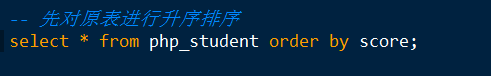 -- 先对原表进行升序排序
select * from php_student order by score;